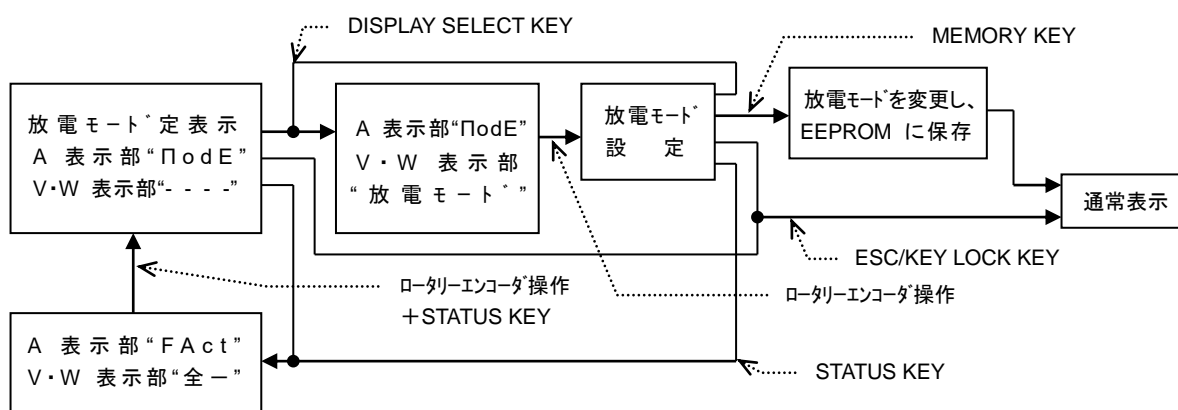 DISPLAY SELECT KEY
MEMORY KEY
放電モード定表示
A 表示部“ΠodE”
V・W 表示部“- - - -”
A 表示部“ΠodE”
V・W 表示部
“放電モード”
放電モード
設 定
放電モードを変更し、
EEPROM に保存
通常表示
ESC/KEY LOCK KEY
ロータリーエンコーダ操作
+STATUS KEY
ロータリーエンコーダ操作
A 表示部“FAct”
V・W 表示部“全ー”
STATUS KEY